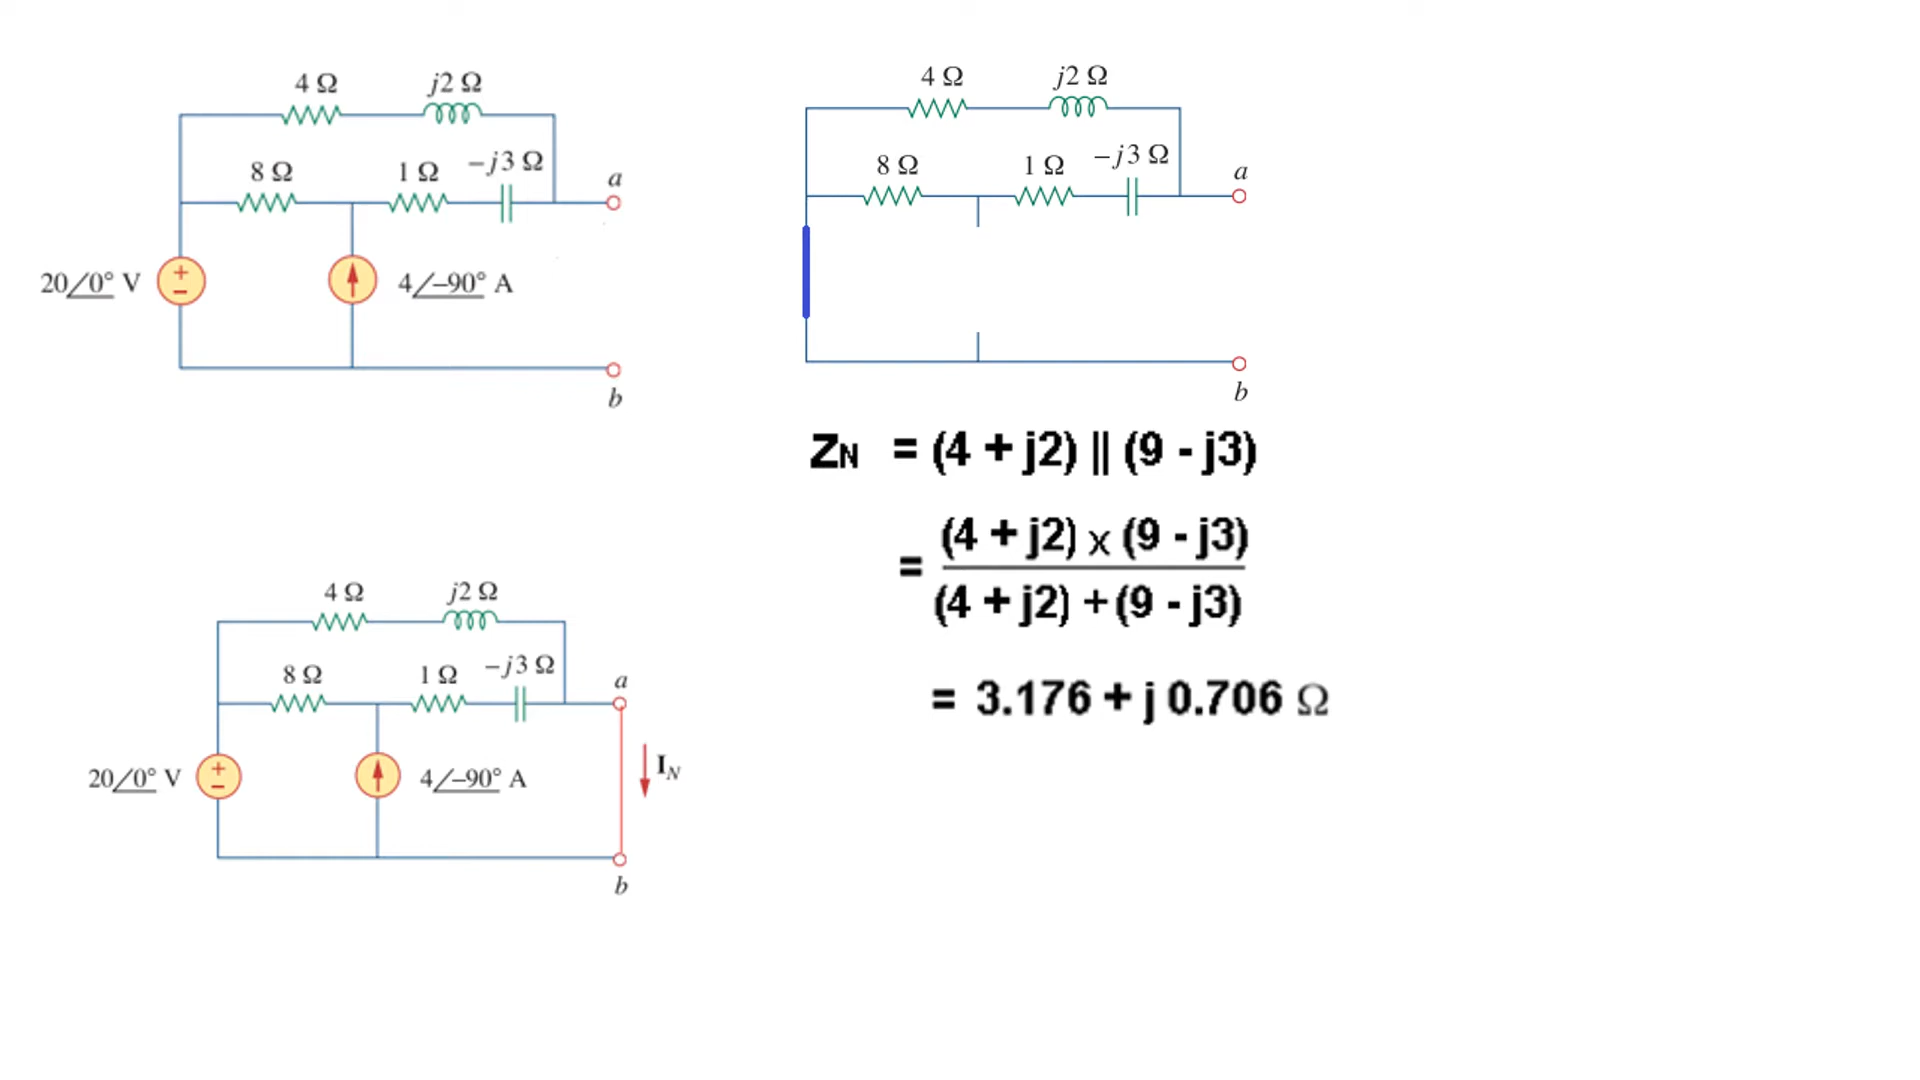 4 Ω j2 Ω
8 Ω 1 Ω −j3 Ω a
+
−
20∠0° V 4∠−90° A
b
4 Ω j2 Ω
8 Ω 1 Ω −j3 Ω a
b
ZN = (4 + j2) || (9 - j3)
= (4 + j2) x (9 - j3)
(4 + j2) + (9 - j3)
= 3.176 + j 0.706 Ω
4 Ω j2 Ω
8 Ω 1 Ω −j3 Ω a
+
−
20∠0° V 4∠−90° A IN
b